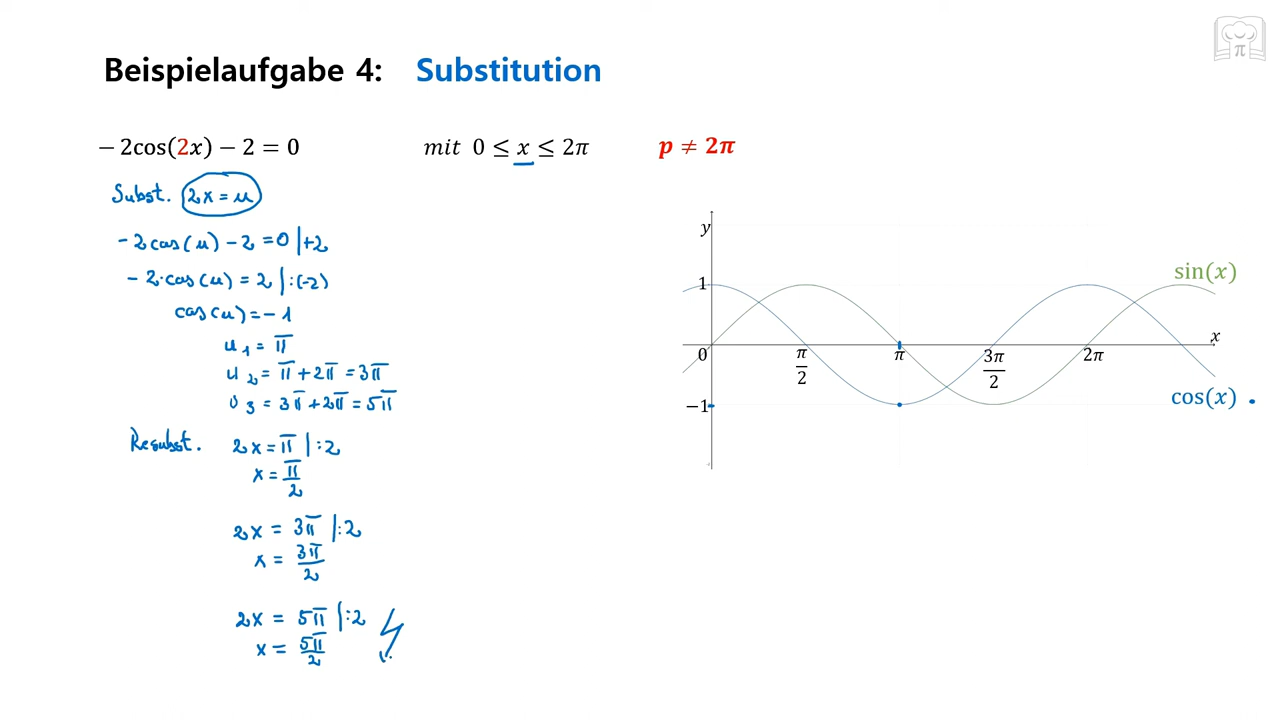 Beispielaufgabe 4: Substitution
− 2cos(2x) − 2 = 0 mit 0 ≤ x ≤ 2π p ≠ 2π
Subst. 2x = u
-2cos(u) - 2 = 0 | +2
-2·cos(u) = 2 | :(-2)
cos(u) = -1
u₁ = π
u₂ = π + 2π = 3π
u₃ = 3π + 2π = 5π
Resubst. 2x = π | :2
x = π/2
2x = 3π | :2
x = 3π/2
2x = 5π | :2
x = 5π/2
y
1
sin(x)
x
0
π/2
π
3π/2
2π
−1
cos(x)
π